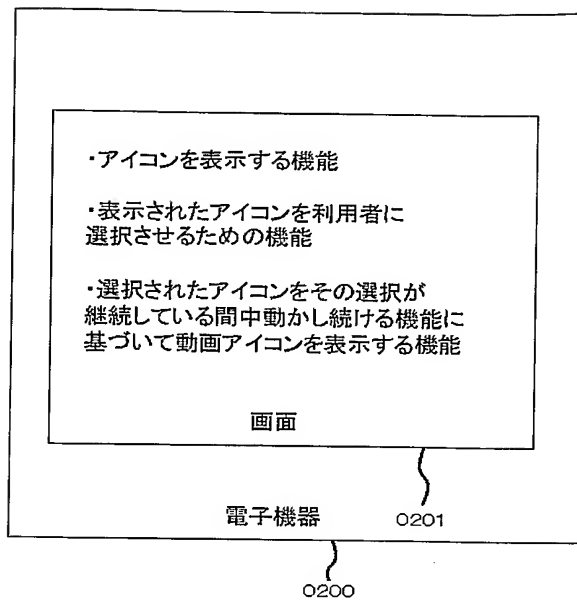 ・アイコンを表示する機能
・表示されたアイコンを利用者に
選択させるための機能
・選択されたアイコンをその選択が
継続している間中動かし続ける機能に
基づいて動画アイコンを表示する機能
画面
電子機器
0201
0200